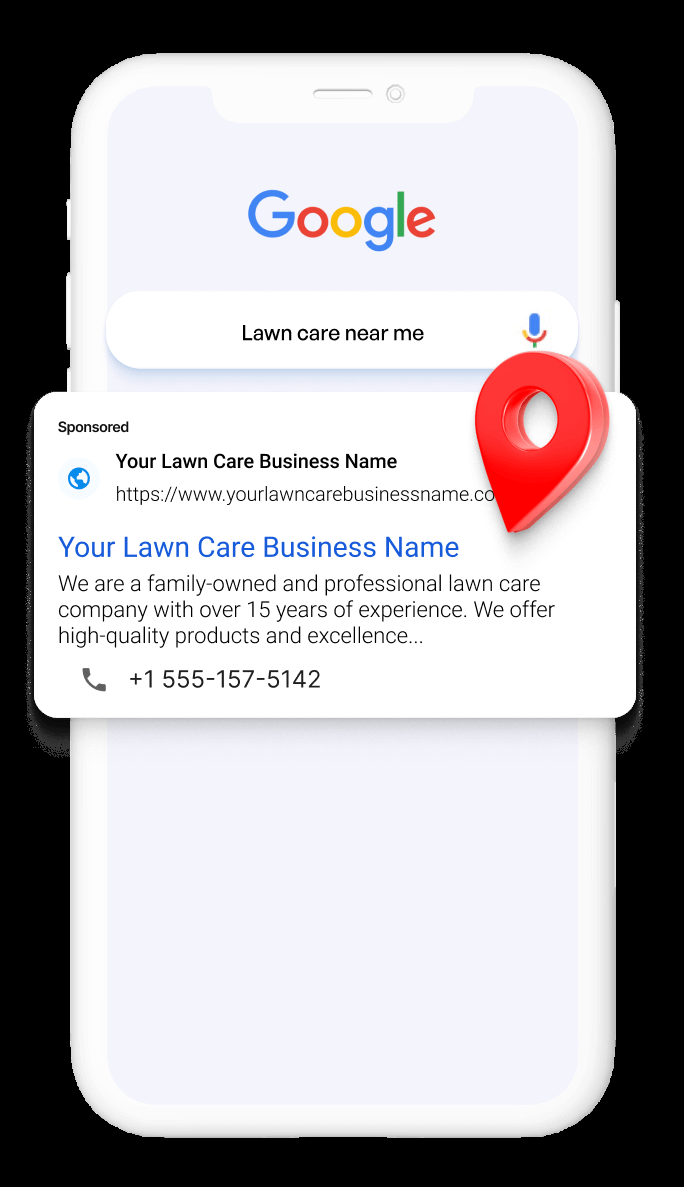 Google
Lawn care near me
Sponsored
Your Lawn Care Business Name
https://www.yourlawncarebusinessname.co
Your Lawn Care Business Name
We are a family-owned and professional lawn care
company with over 15 years of experience. We offer
high-quality products and excellence...
+1 555-157-5142